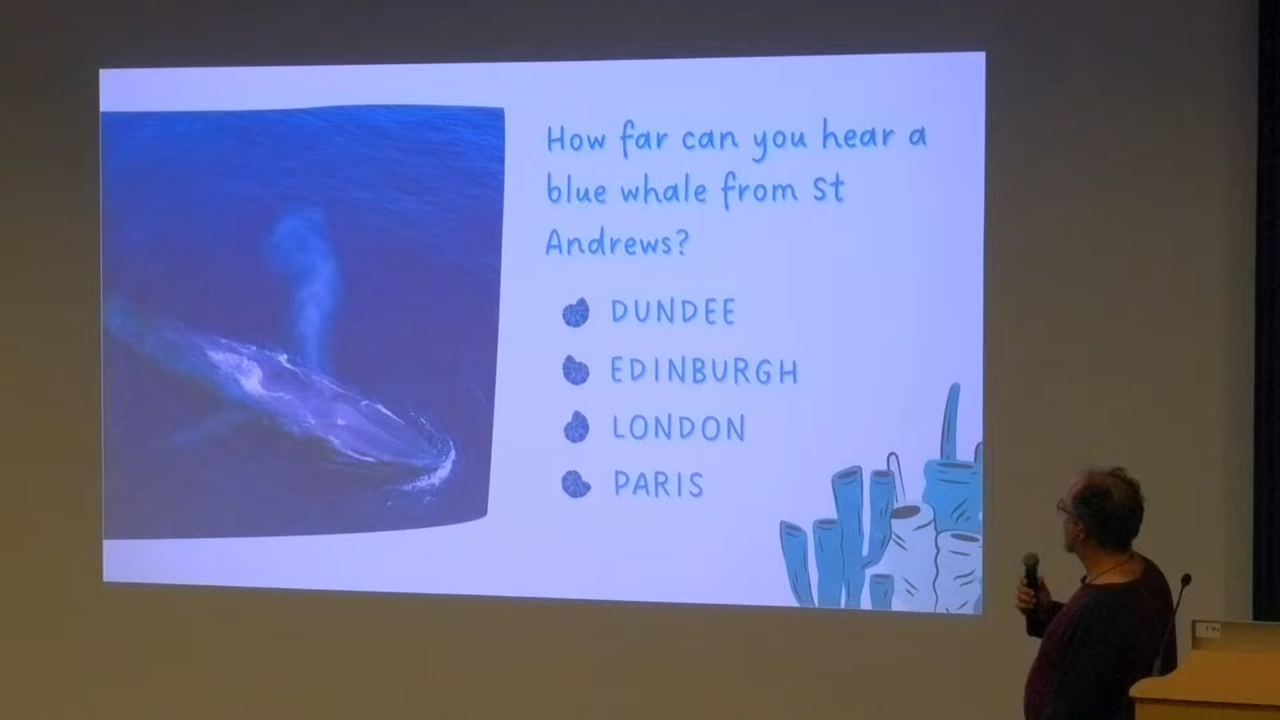 How far can you hear a
blue whale from St
Andrews?
DUNDEE
EDINBURGH
LONDON
PARIS